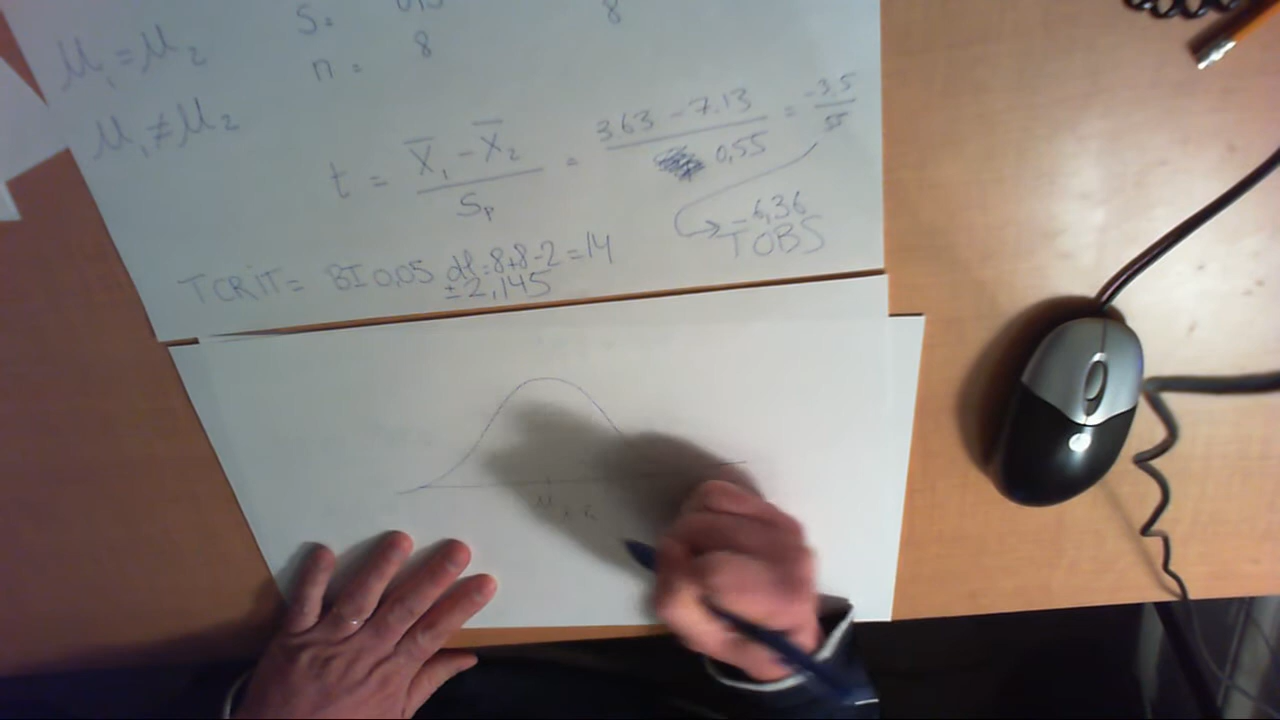 μ₁ = μ₂
μ₁ ≠ μ₂
S =
8
n = 8
t = (X̄₁ - X̄₂) / Sₚ = (3.63 - 7.13) / 0,55 = -3.5
-6,36
TOBS
TCRIT = BI 0,05 df = 8+8-2 = 14
±2,145